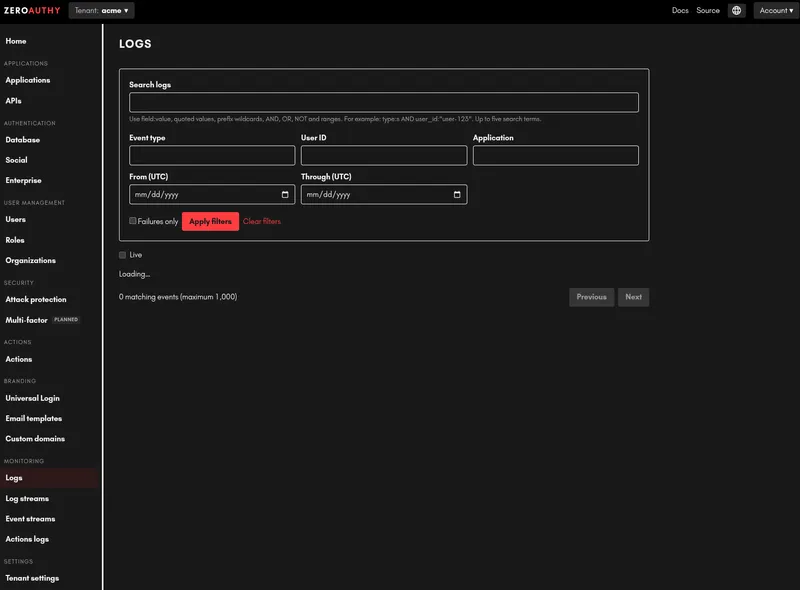 ZEROAUTHY
Tenant: acme ▾
Docs
Source
Account ▾
Home
APPLICATIONS
Applications
APIs
AUTHENTICATION
Database
Social
Enterprise
USER MANAGEMENT
Users
Roles
Organizations
SECURITY
Attack protection
Multi-factor PLANNED
ACTIONS
Actions
BRANDING
Universal Login
Email templates
Custom domains
MONITORING
Logs
Log streams
Event streams
Actions logs
SETTINGS
Tenant settings
LOGS
Search logs
Use field:value, quoted values, prefix wildcards, AND, OR, NOT and ranges. For example: type:s AND user_id:"user-123". Up to five search terms.
Event type
User ID
Application
From (UTC)
Through (UTC)
mm/dd/yyyy
mm/dd/yyyy
Failures only
Apply filters
Clear filters
Live
Loading...
0 matching events (maximum 1,000)
Previous
Next